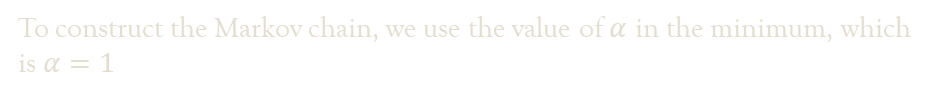 To construct the Markov chain, we use the value of α in the minimum, which
is α = 1